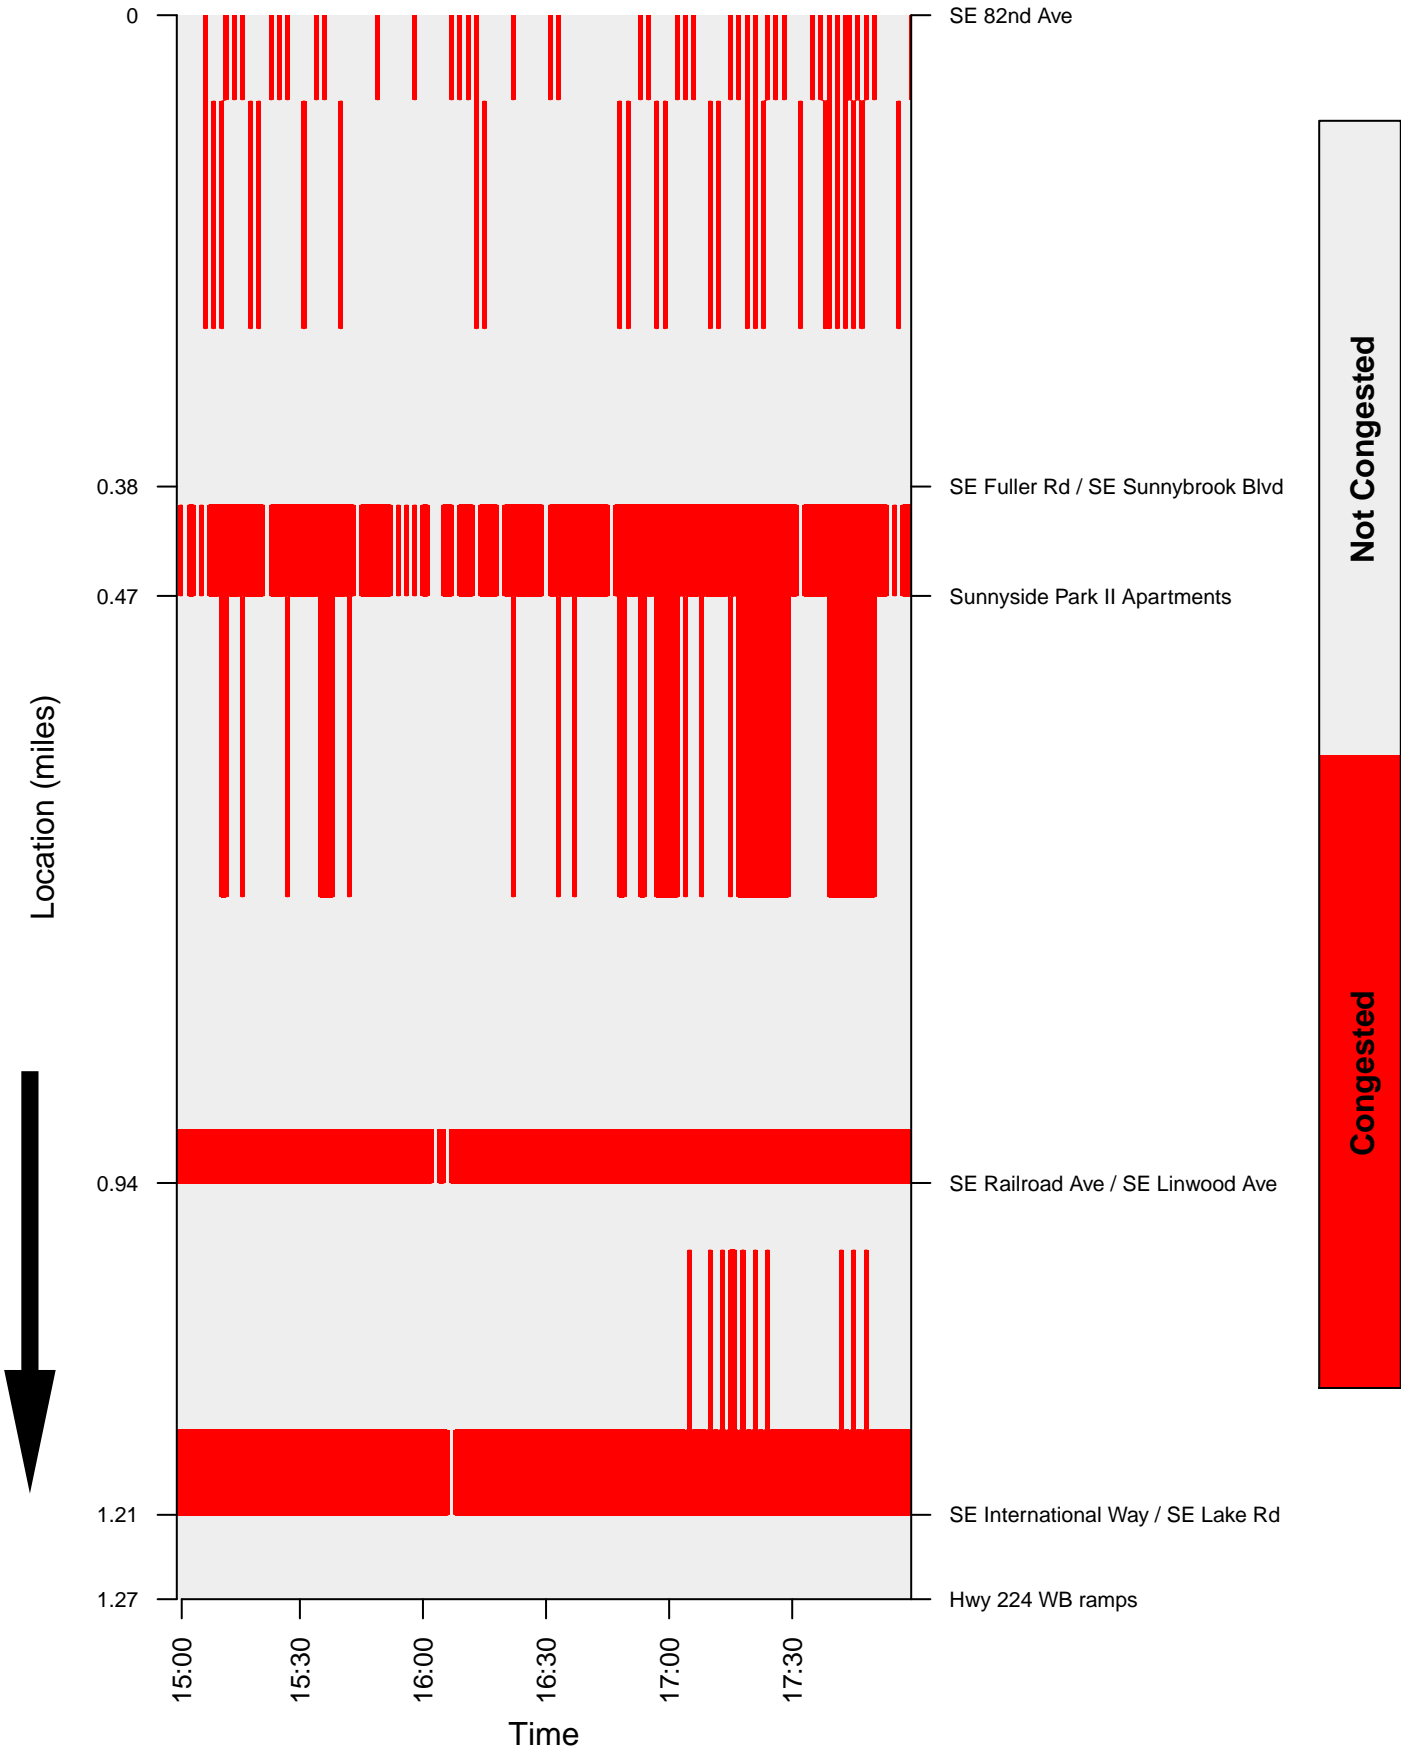 0
0.38
0.47
0.94
1.21
1.27
Location (miles)
SE 82nd Ave
SE Fuller Rd / SE Sunnybrook Blvd
Sunnyside Park II Apartments
SE Railroad Ave / SE Linwood Ave
SE International Way / SE Lake Rd
Hwy 224 WB ramps
15:00
15:30
16:00
16:30
17:00
17:30
Time
Not Congested
Congested